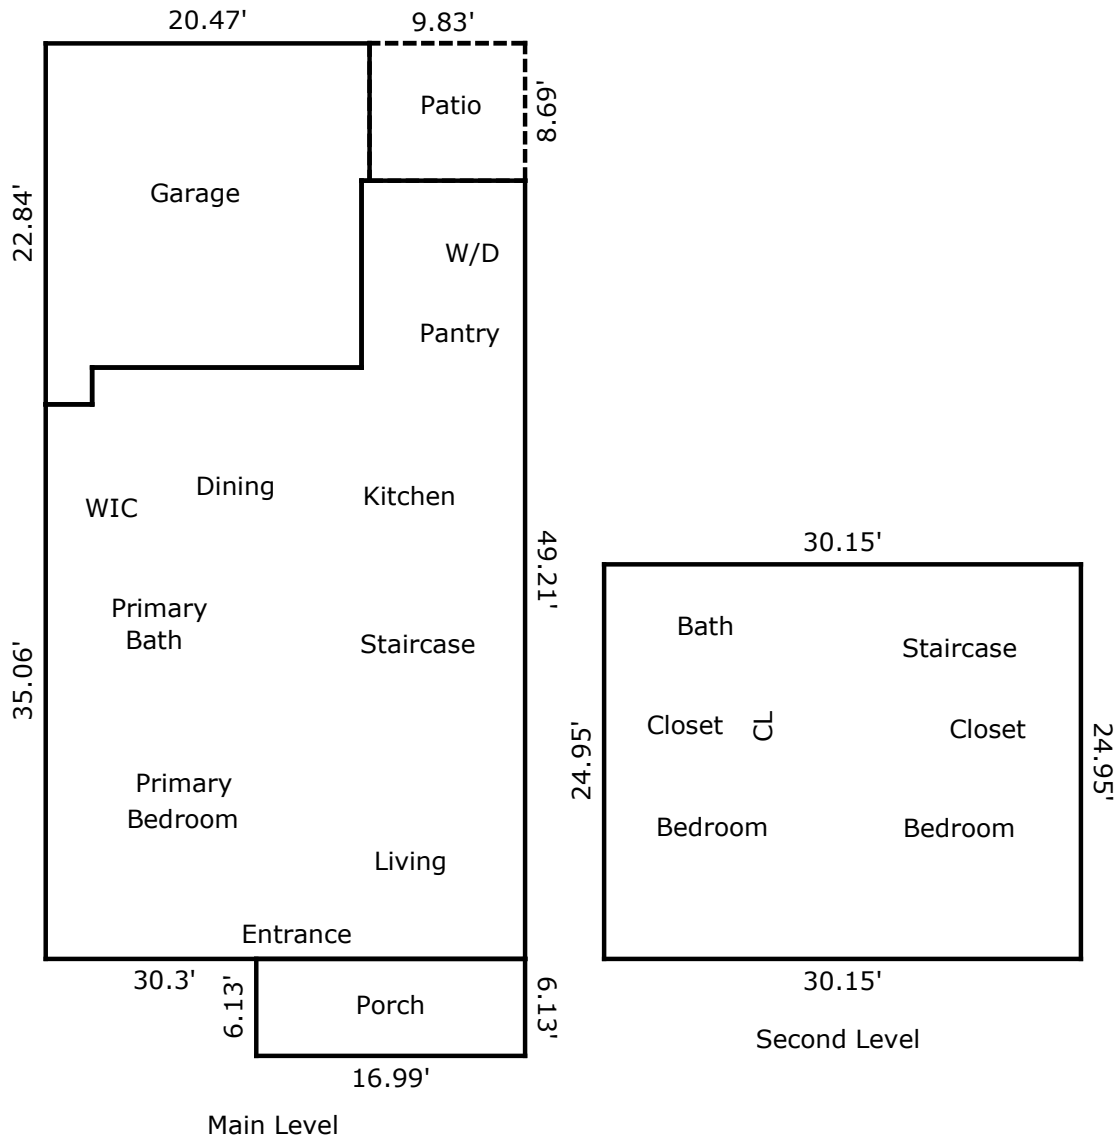 20.47'
9.83'
Patio
8.69'
Garage
22.84'
W/D
Pantry
Dining
WIC
Kitchen
49.21'
30.15'
Primary
Bath
Staircase
Bath
Staircase
35.06'
Closet
CL
Closet
24.95'
24.95'
Primary
Bedroom
Bedroom
Bedroom
Living
Entrance
30.3'
6.13'
Porch
6.13'
30.15'
Second Level
16.99'
Main Level